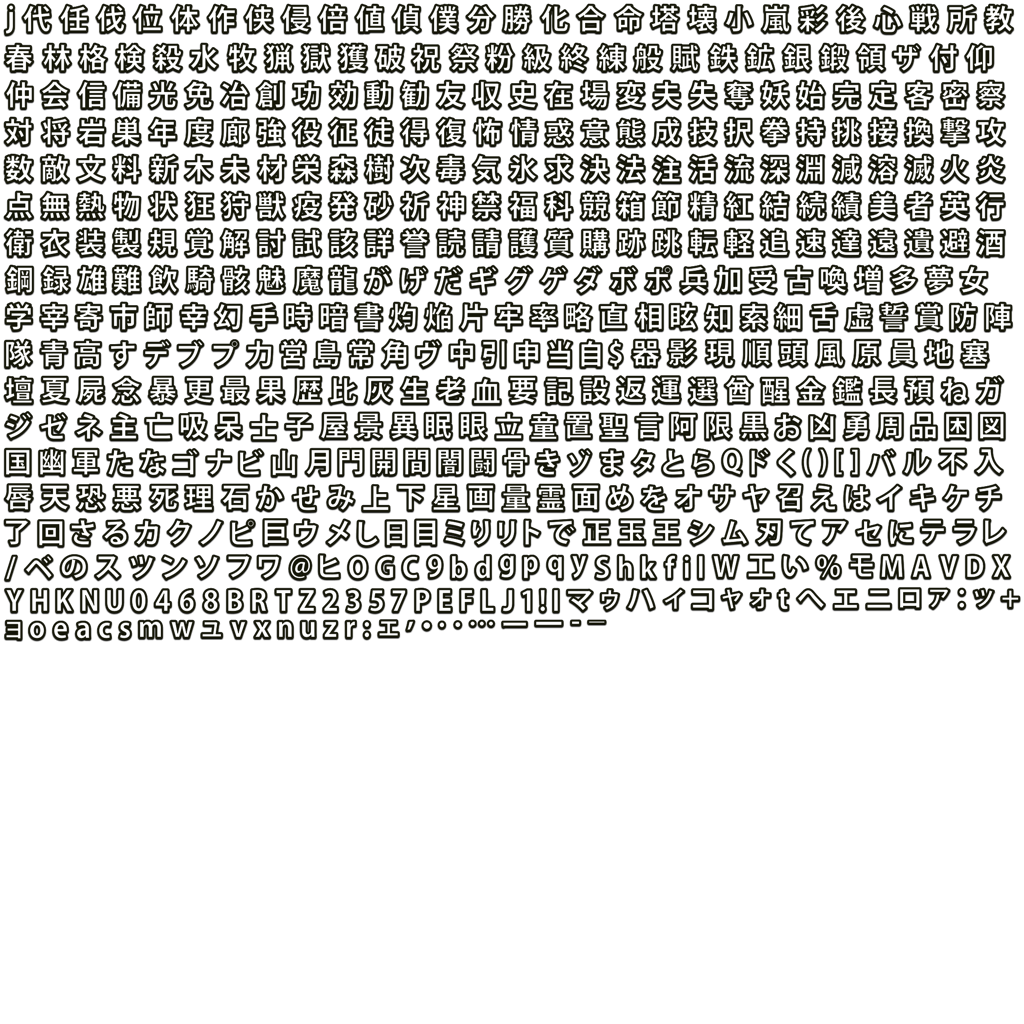 j代任伐位体作侠侵倍値偵僕分勝化合命塔壊小嵐彩後心戦所教
春林格検殺水牧猟獄獲破祝祭粉級終練般賦鉄鉱銀鍛領ザ付仰
仲会信備光免冶創功効動勧友収史在場変夫失奪妖始完定客密察
対将岩巣年度廊強役征徒得復怖情惑意態成技択拳持挑接換撃攻
数敵文料新木未材栄森樹次毒気氷求決法注活流深淵減溶滅火炎
点無熱物状狂狩獣疫発砂祈神禁福科競箱節精紅結続績美者英行
衛衣装製規覚解討試該詳誉読請護質購跡跳転軽追速達遠遺避酒
鋼録雄難飲騎骸魅魔龍がげだギグゲダボポ兵加受古喚増多夢女
学宰寄市師幸幻手時暗書灼焔片牢率略直相眩知索細舌虚誓賞防陣
隊青高すデブプ力営島常角ヴ中引申当自$器影現順頭風原員地塞
壇夏屍念暴更最果歴比灰生老血要記設返運選酋醒金鑑長預ねガ
ジゼネ主亡吸呆士子屋景異眠眼立童置聖言阿限黒お凶勇周品困図
国幽軍たなゴナビ山月門開間闇闘骨きゾまタとらQドく()[]バル不入
唇天恐悪死理石かせみ上下星画量霊面めをオサヤ召えはイキケチ
了回さるカクノピ巨ウメし日目ミりリトで正玉王シム刃てアセにテラレ
/べのスツンソフワ@ヒOGC9bdgpqyShkfilW工い%モMAVDX
YHKNU0468BRTZ2357PEFLJ1!Iマゥハィコャォtへエニロァ:ッ+
ョoeacsmwユvxnuzr:ェ′・・・…一ー-–